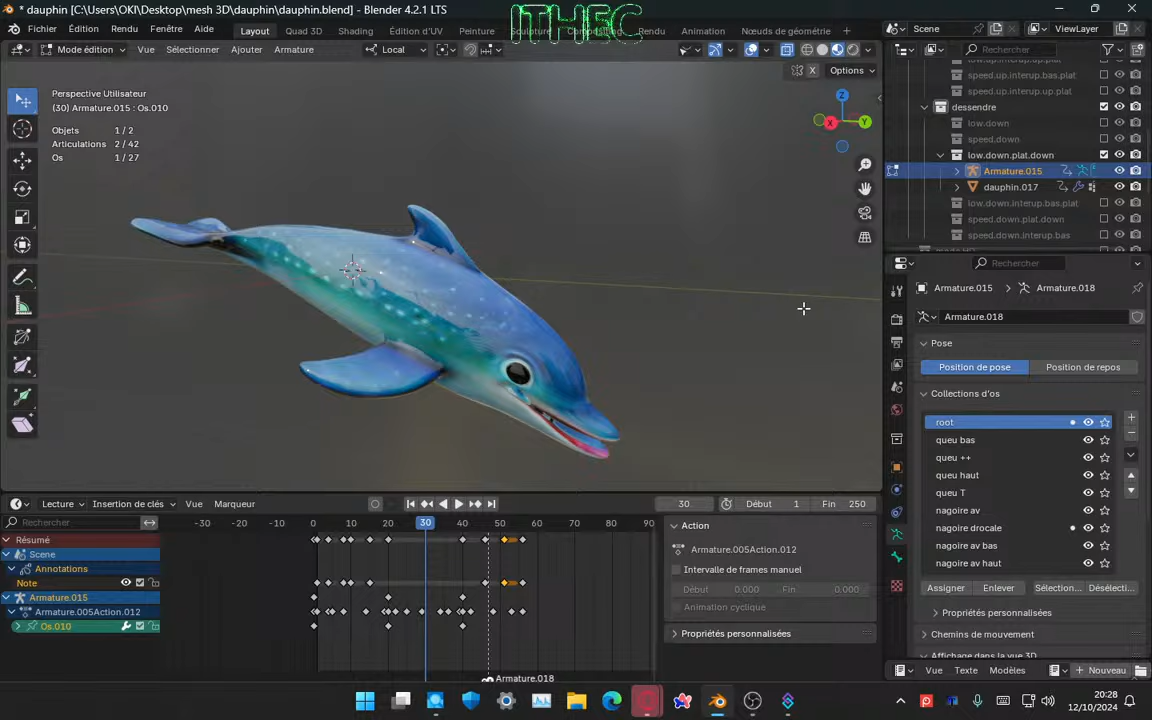 * dauphin [C:\Users\OKI\Desktop\mesh 3D\dauphin\dauphin.blend] - Blender 4.2.1 LTS
ITHEC
Fichier Édition Rendu Fenêtre Aide Layout Quad 3D Shading Édition d'UV Peinture Sculpture Rendu Animation Nœuds de géométrie
Scene ViewLayer
Mode édition Vue Sélectionner Ajouter Armature Local
Rechercher
X Options
Perspective Utilisateur
(30) Armature.015 : Os.010
Objets 1 / 2
Articulations 2 / 42
Os 1 / 27
Z
X
Y
low.up.interup.bas.plat
speed.up.interup.bas.plat
speed.up.interup.up.plat
dessendre
low.down
speed.down
low.down.plat.down
Armature.015
dauphin.017
low.down.interup.bas.plat
speed.down.plat.down
speed.down.interup.bas
Rechercher
Armature.015 Armature.018
Armature.018
Pose
Position de pose Position de repos
Collections d'os
root
queu bas
queu ++
queu haut
queu T
nagoire av
nagoire drocale
nagoire av bas
nagoire av haut
Assigner Enlever Sélection... Désélecti...
Propriétés personnalisées
Chemins de mouvement
Affichage dans la vue 3D
Vue Texte Modèles Nouveau
Lecture Insertion de clés Vue Marqueur 30 Début 1 Fin 250
Rechercher -30 -20 -10 0 10 20 30 40 50 60 70 80 90
Résumé
Scene
Annotations
Note
Armature.015
Armature.005Action.012
Os.010
Armature.018
Action
Armature.005Action.012
Intervalle de frames manuel
Début 0.000 Fin 0.000
Animation cyclique
Propriétés personnalisées
20:28
12/10/2024